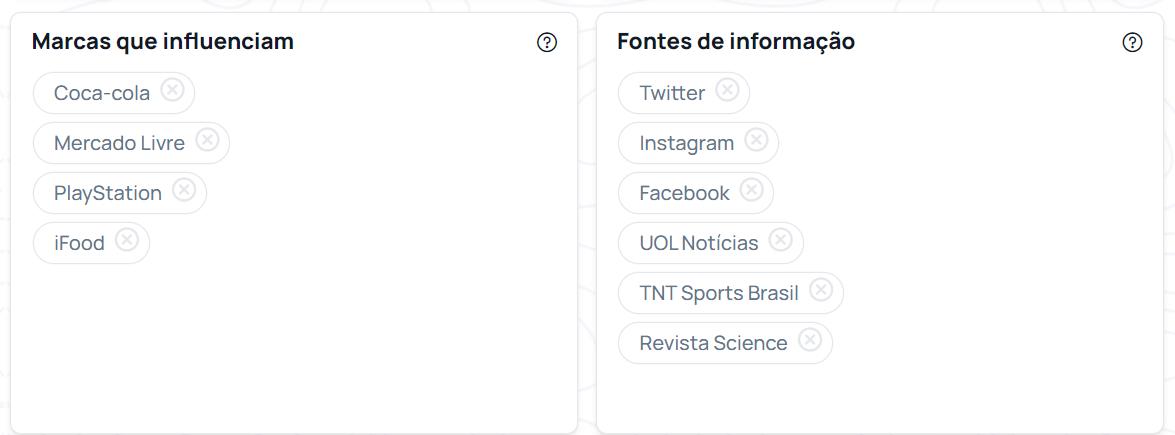 Marcas que influenciam
Coca-cola
Mercado Livre
PlayStation
iFood
Fontes de informação
Twitter
Instagram
Facebook
UOL Notícias
TNT Sports Brasil
Revista Science